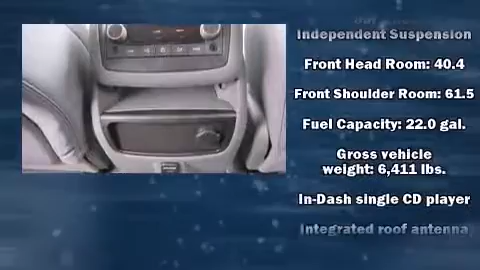 Independent Suspension
Front Head Room: 40.4
Front Shoulder Room: 61.5
Fuel Capacity: 22.0 gal.
Gross vehicle
weight: 6,411 lbs.
In-Dash single CD player
Integrated roof antenna